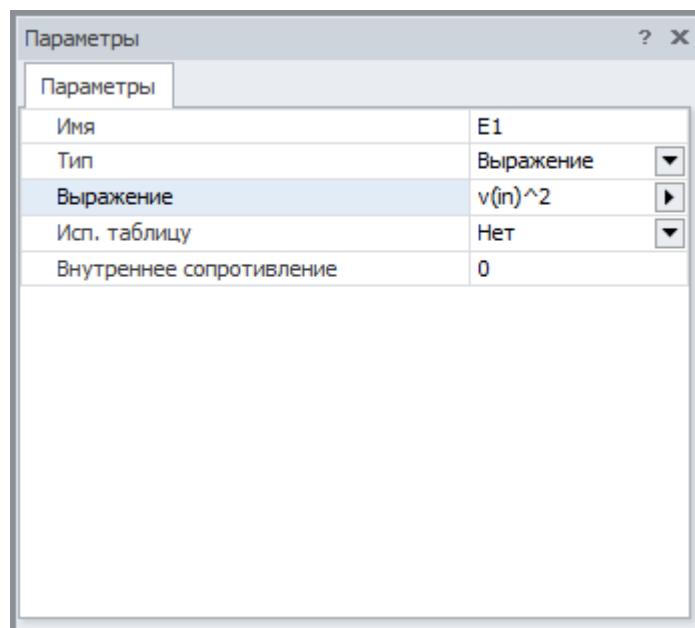 Параметры ?
Параметры
Имя E1
Тип Выражение
Выражение v(in)^2
Исп. таблицу Нет
Внутреннее сопротивление 0